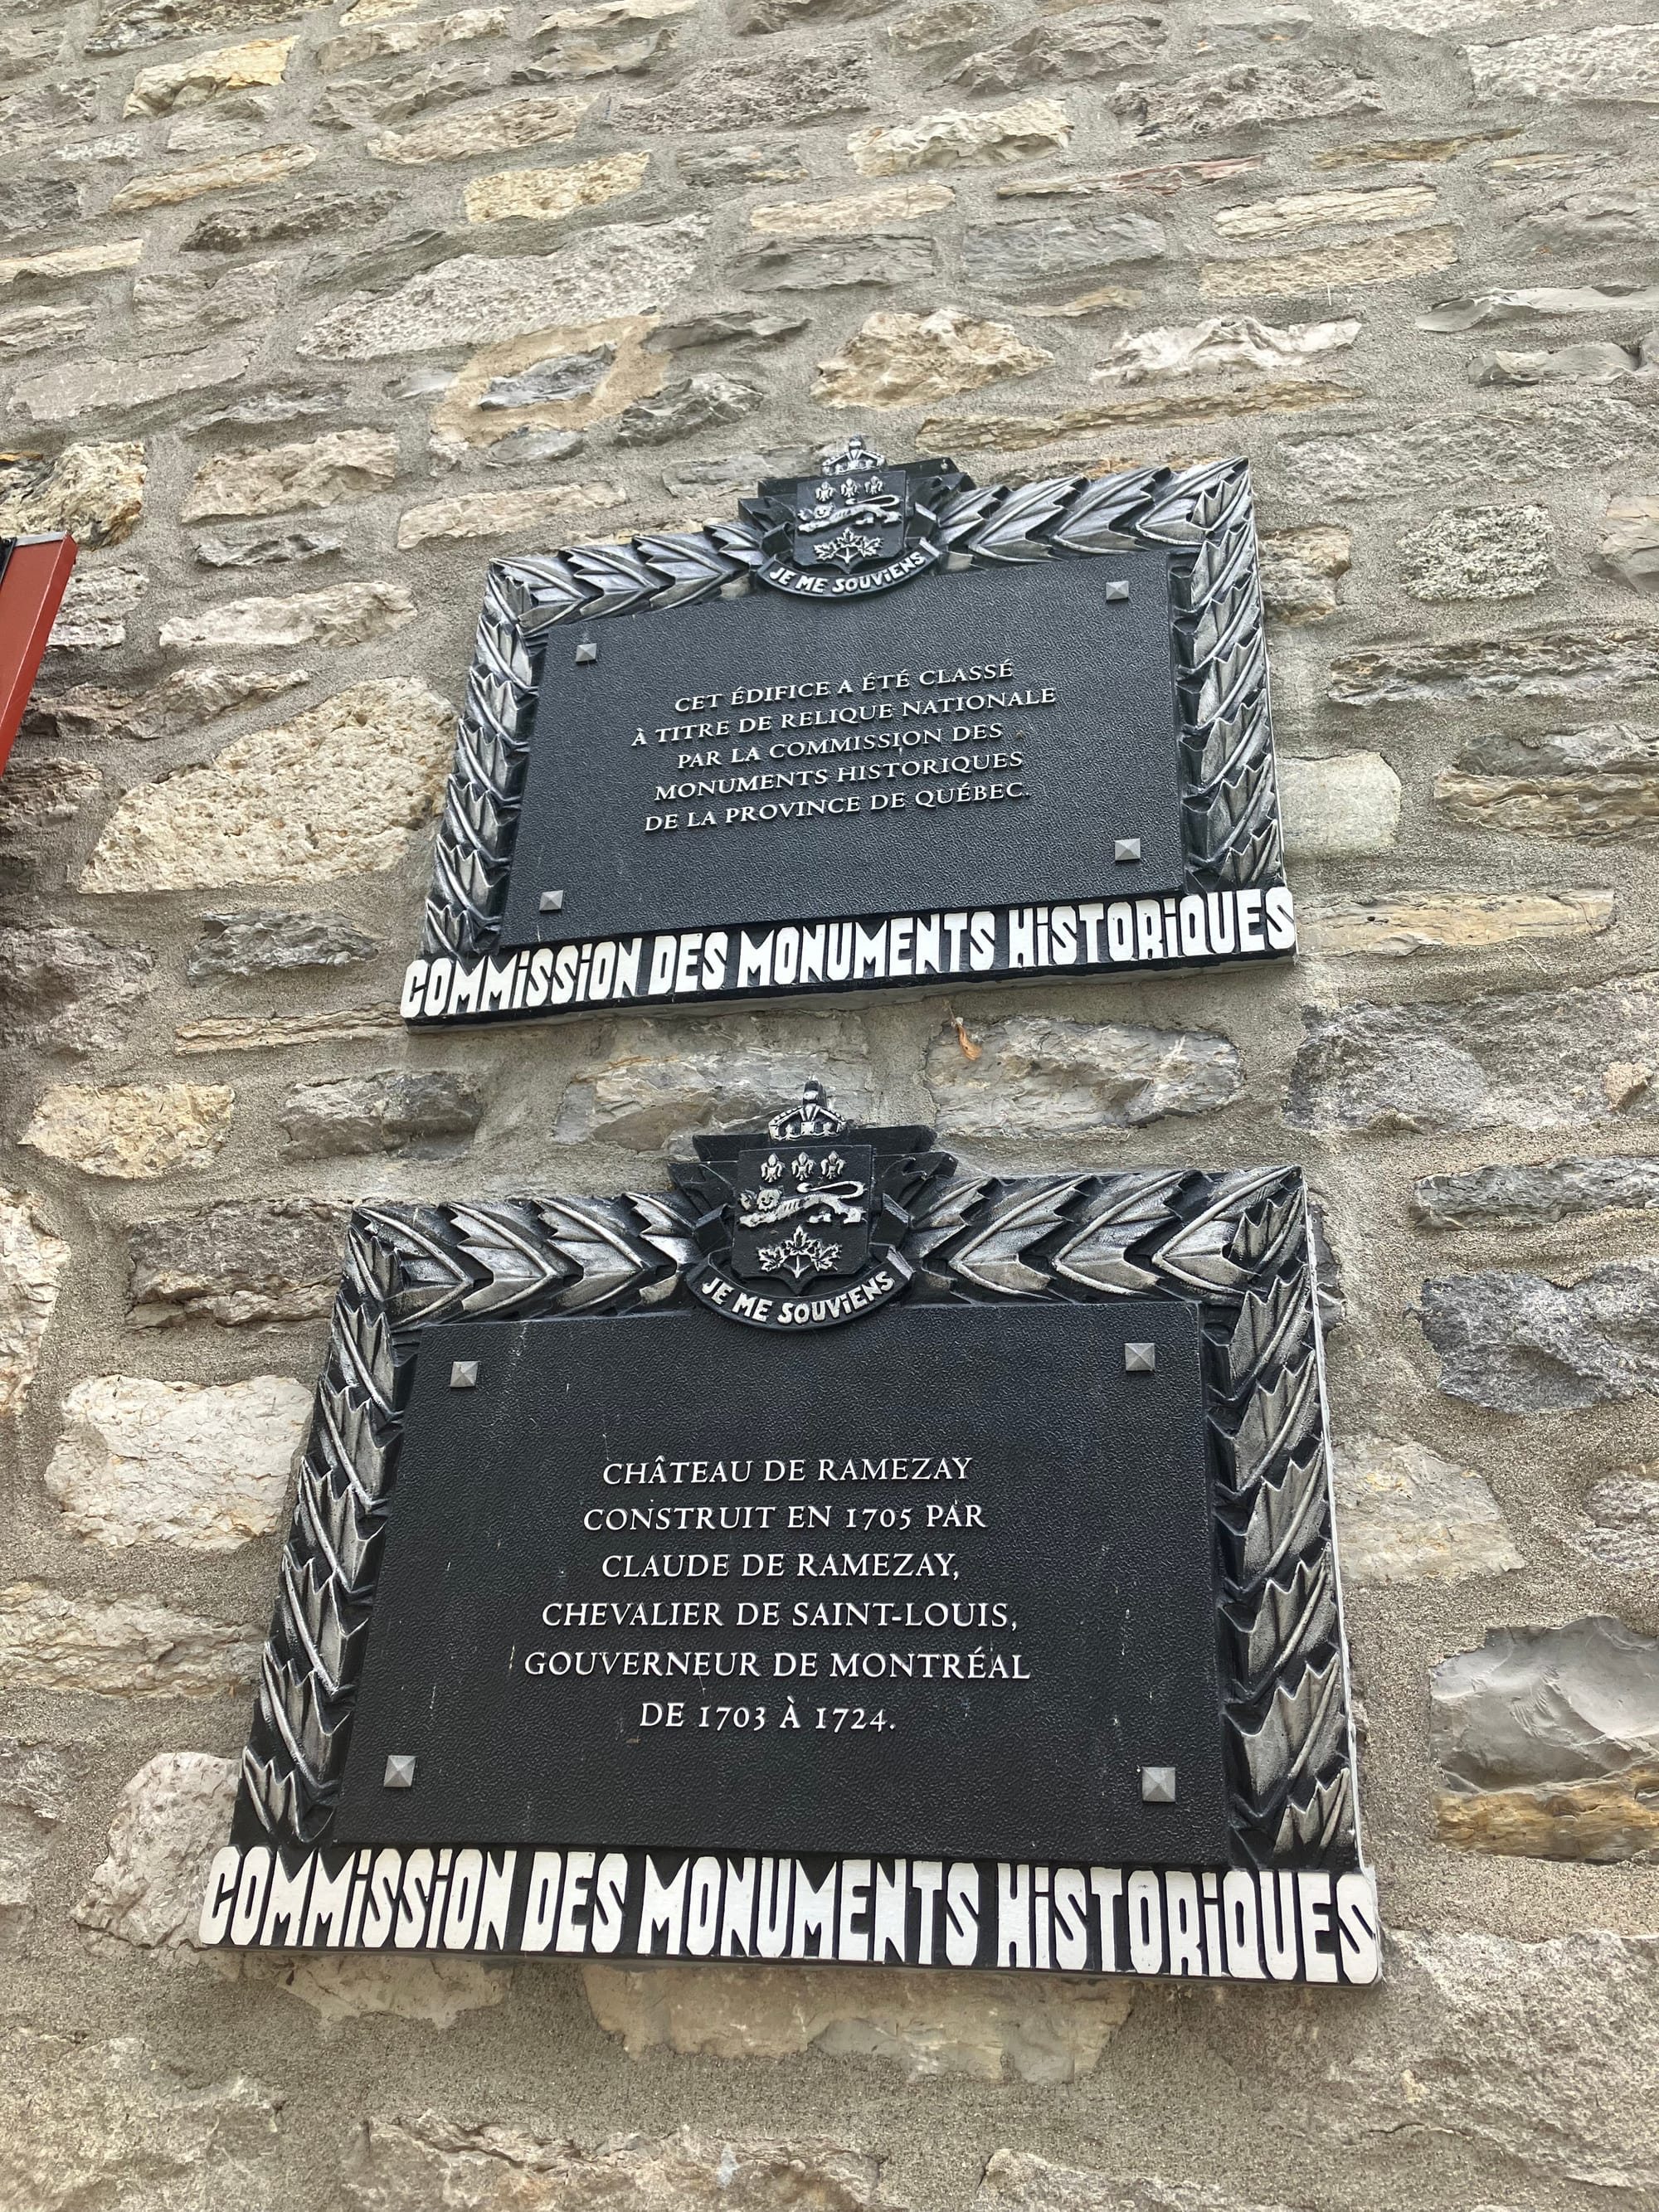 JE ME SOUViENS
CET ÉDIFICE A ÉTÉ CLASSÉ
À TITRE DE RELIQUE NATIONALE
PAR LA COMMISSION DES
MONUMENTS HISTORIQUES
DE LA PROVINCE DE QUÉBEC.
COMMiSSiON DES MONUMENTS HiSTORiQUES
JE ME SOUViENS
CHÂTEAU DE RAMEZAY
CONSTRUIT EN 1705 PAR
CLAUDE DE RAMEZAY,
CHEVALIER DE SAINT-LOUIS,
GOUVERNEUR DE MONTRÉAL
DE 1703 À 1724.
COMMiSSiON DES MONUMENTS HiSTORiQUES